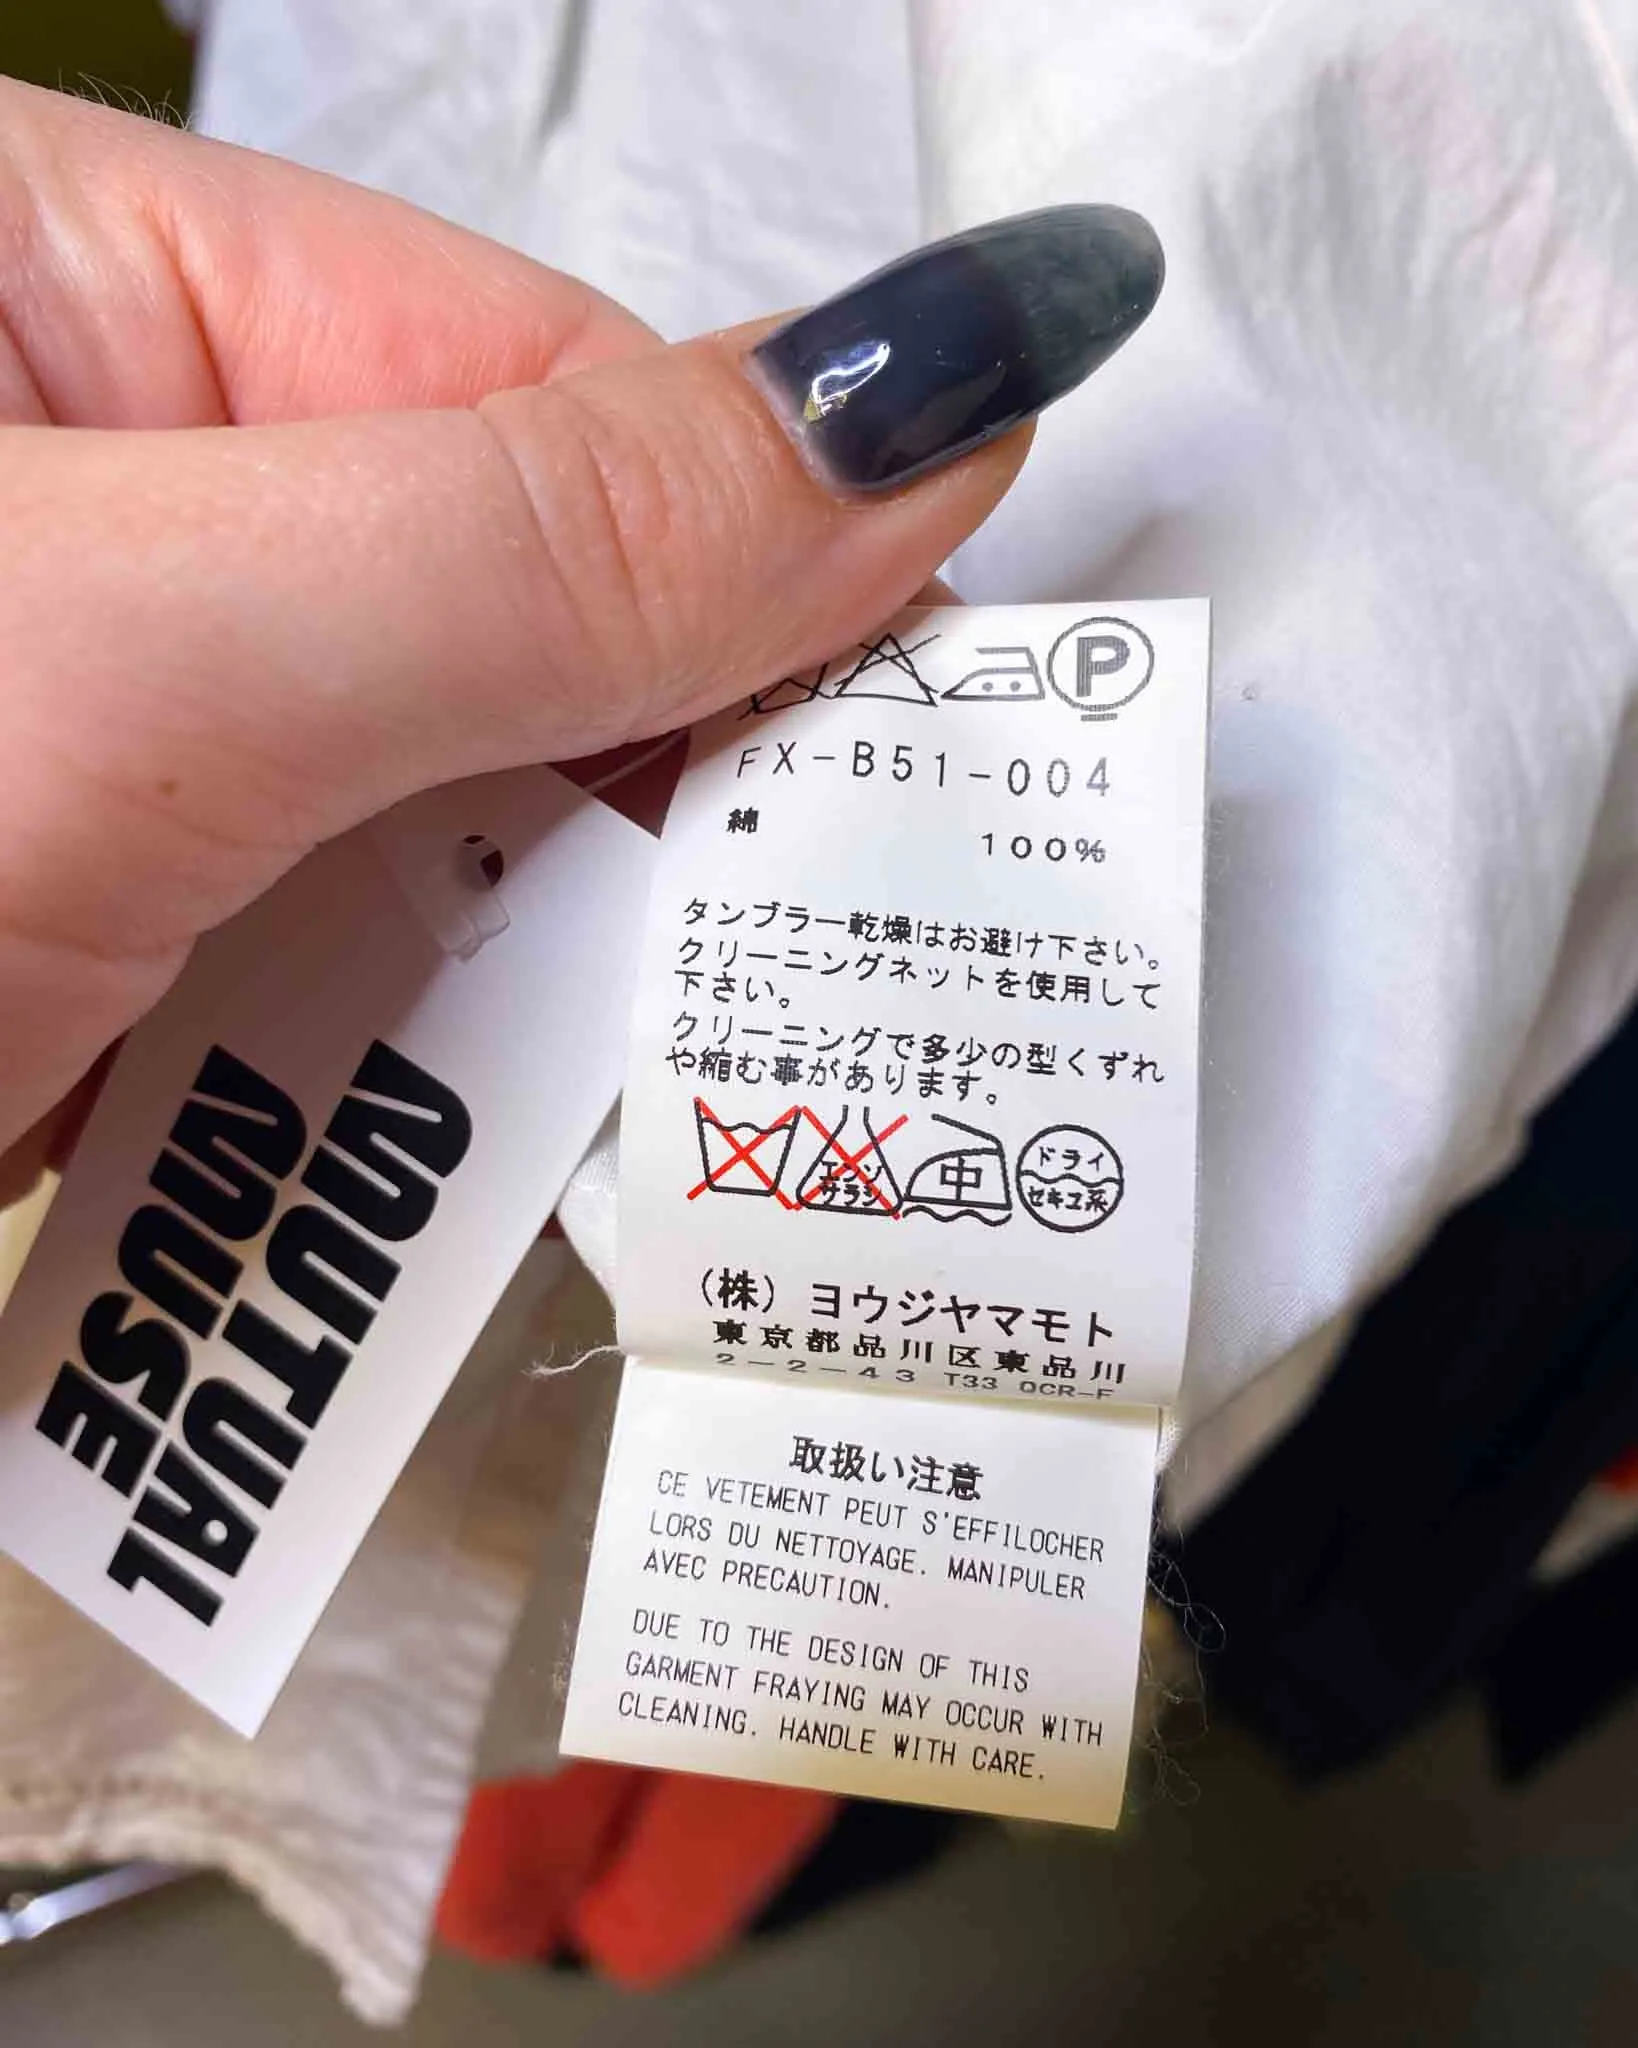 P
FX-B51-004
綿 100%
タンブラー乾燥はお避け下さい。
クリーニングネットを使用して
下さい。
クリーニングで多少の型くずれ
や縮む事があります。
エンソ
サラシ
中
ドライ
セキユ系
(株) ヨウジヤマモト
東京都品川区東品川
2-2-43 T33 OCR-F
取扱い注意
CE VETEMENT PEUT S'EFFILOCHER
LORS DU NETTOYAGE. MANIPULER
AVEC PRECAUTION.
DUE TO THE DESIGN OF THIS
GARMENT FRAYING MAY OCCUR WITH
CLEANING. HANDLE WITH CARE.
MUTUAL
MUSE